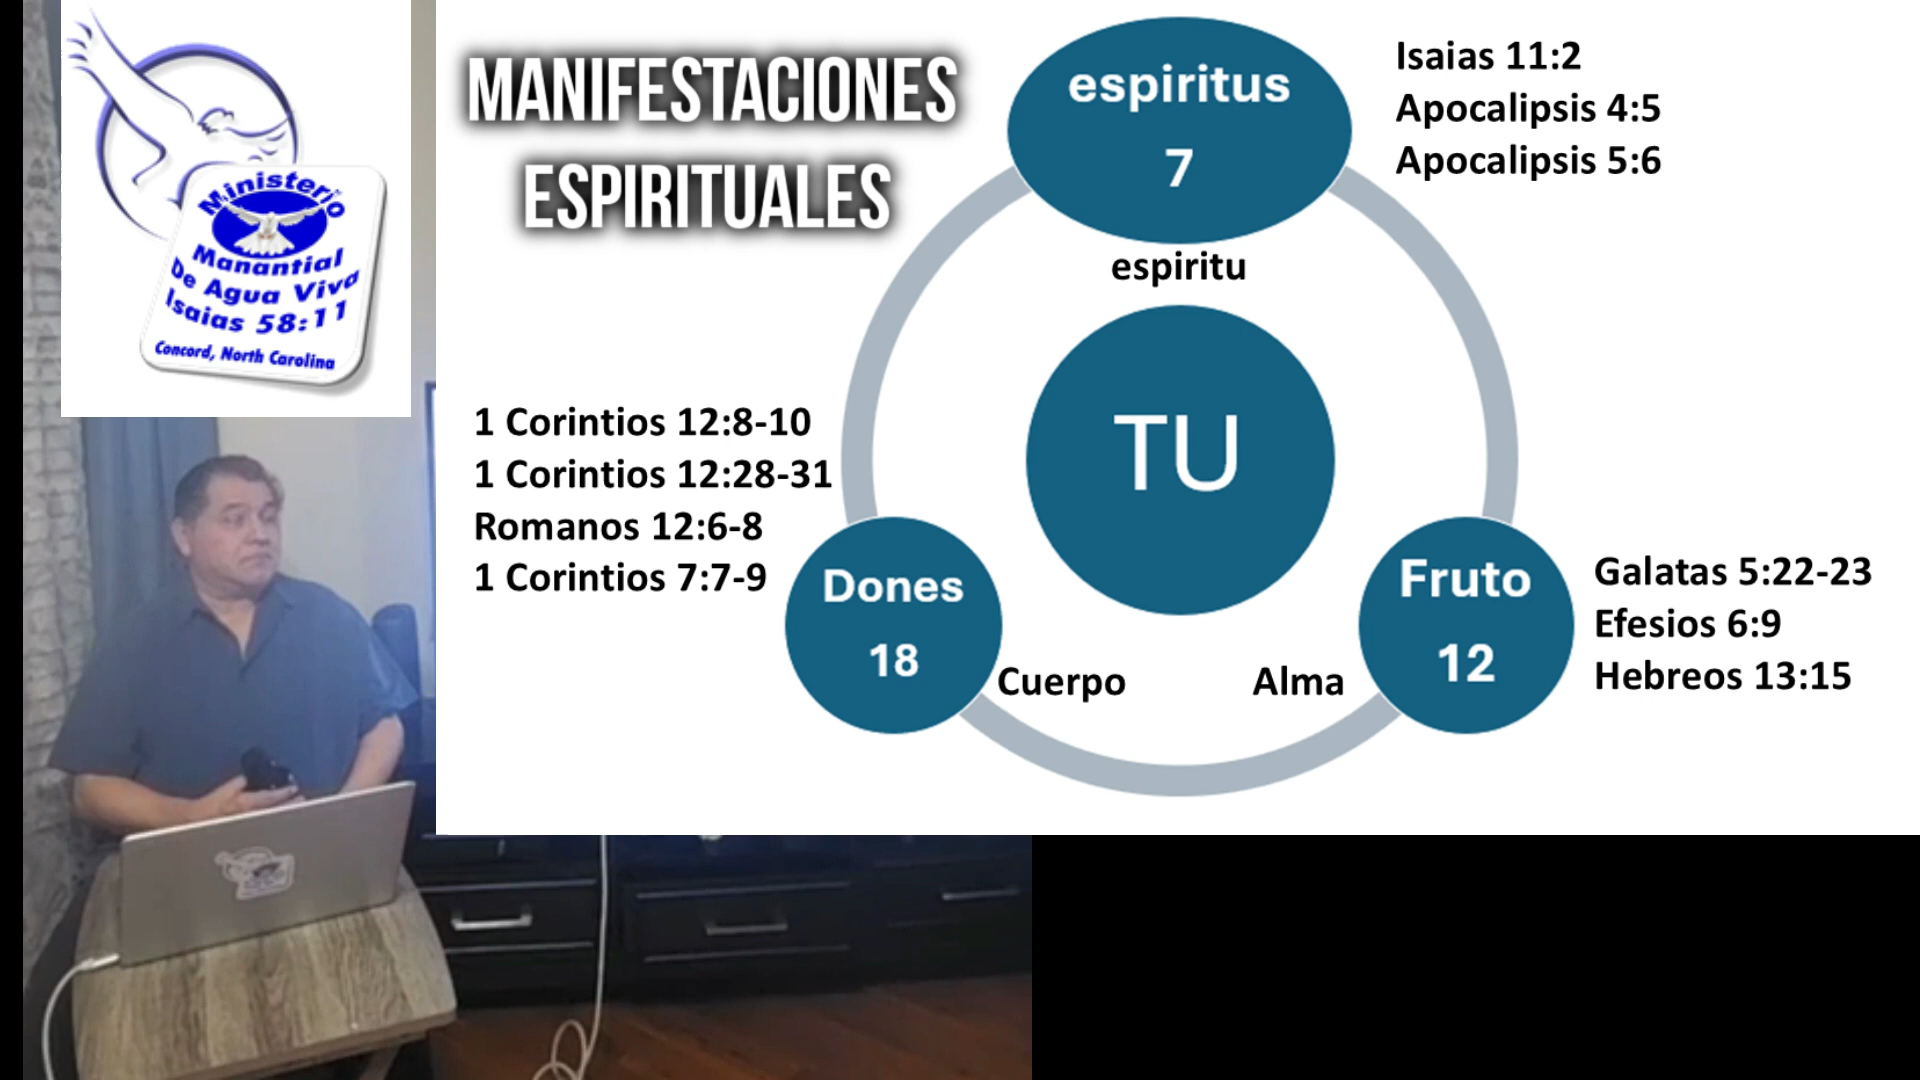 Ministerio
Manantial
De Agua Viva
Isaias 58:11
Concord, North Carolina
MANIFESTACIONES
ESPIRITUALES
espiritus
7
Isaias 11:2
Apocalipsis 4:5
Apocalipsis 5:6
espiritu
TU
1 Corintios 12:8-10
1 Corintios 12:28-31
Romanos 12:6-8
1 Corintios 7:7-9
Dones
18
Cuerpo
Alma
Fruto
12
Galatas 5:22-23
Efesios 6:9
Hebreos 13:15